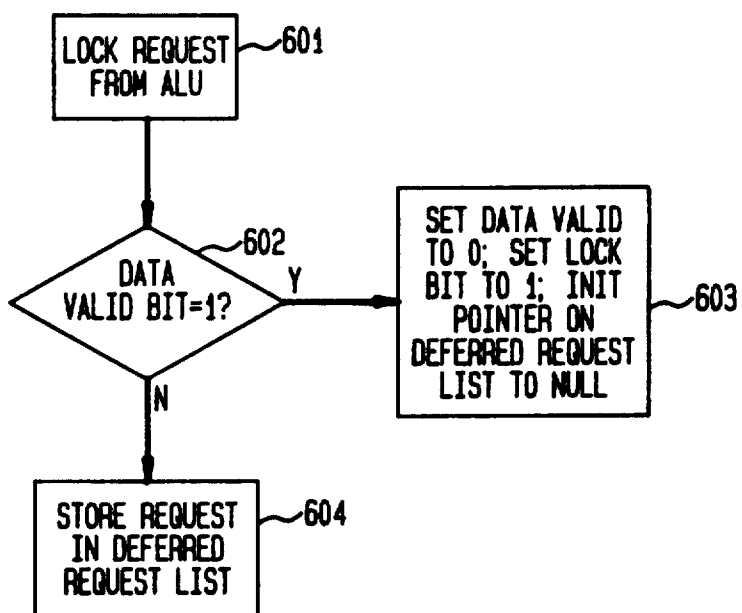 LOCK REQUEST
FROM ALU
601
DATA
VALID BIT=1?
602
Y
N
SET DATA VALID
TO 0; SET LOCK
BIT TO 1; INIT
POINTER ON
DEFERRED REQUEST
LIST TO NULL
603
STORE REQUEST
IN DEFERRED
REQUEST LIST
604